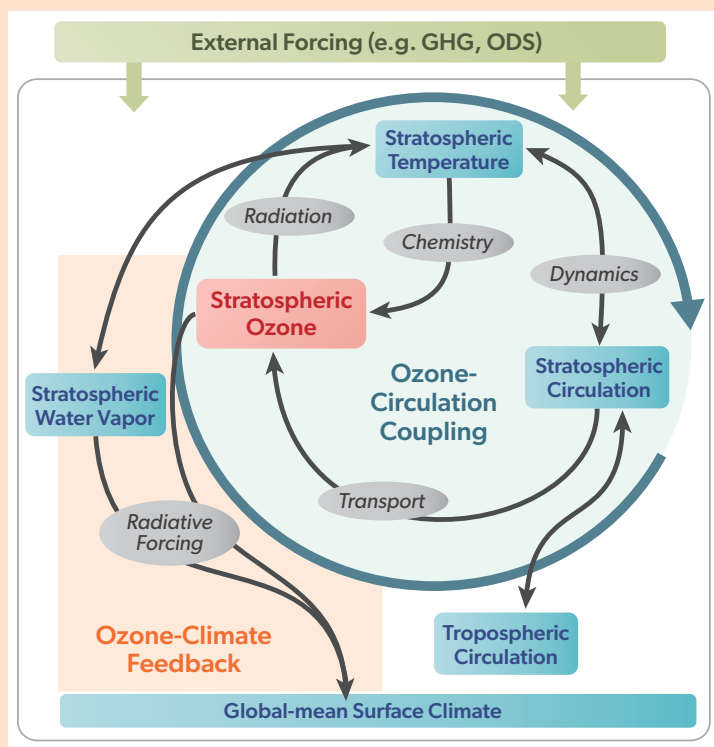 External Forcing (e.g. GHG, ODS)
Stratospheric
Temperature
Radiation
Chemistry
Dynamics
Stratospheric
Ozone
Stratospheric
Water Vapor
Ozone-
Circulation
Coupling
Stratospheric
Circulation
Transport
Radiative
Forcing
Ozone-Climate
Feedback
Tropospheric
Circulation
Global-mean Surface Climate